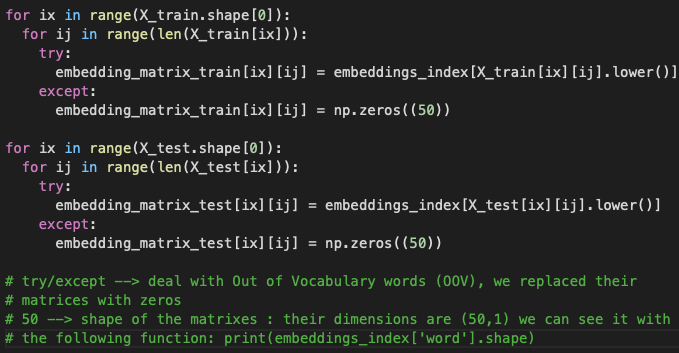 for ix in range(X_train.shape[0]):
  for ij in range(len(X_train[ix])):
    try:
      embedding_matrix_train[ix][ij] = embeddings_index[X_train[ix][ij].lower()]
    except:
      embedding_matrix_train[ix][ij] = np.zeros((50))

for ix in range(X_test.shape[0]):
  for ij in range(len(X_test[ix])):
    try:
      embedding_matrix_test[ix][ij] = embeddings_index[X_test[ix][ij].lower()]
    except:
      embedding_matrix_test[ix][ij] = np.zeros((50))

# try/except --> deal with Out of Vocabulary words (OOV), we replaced their
# matrices with zeros
# 50 --> shape of the matrixes : their dimensions are (50,1) we can see it with
# the following function: print(embeddings_index['word'].shape)